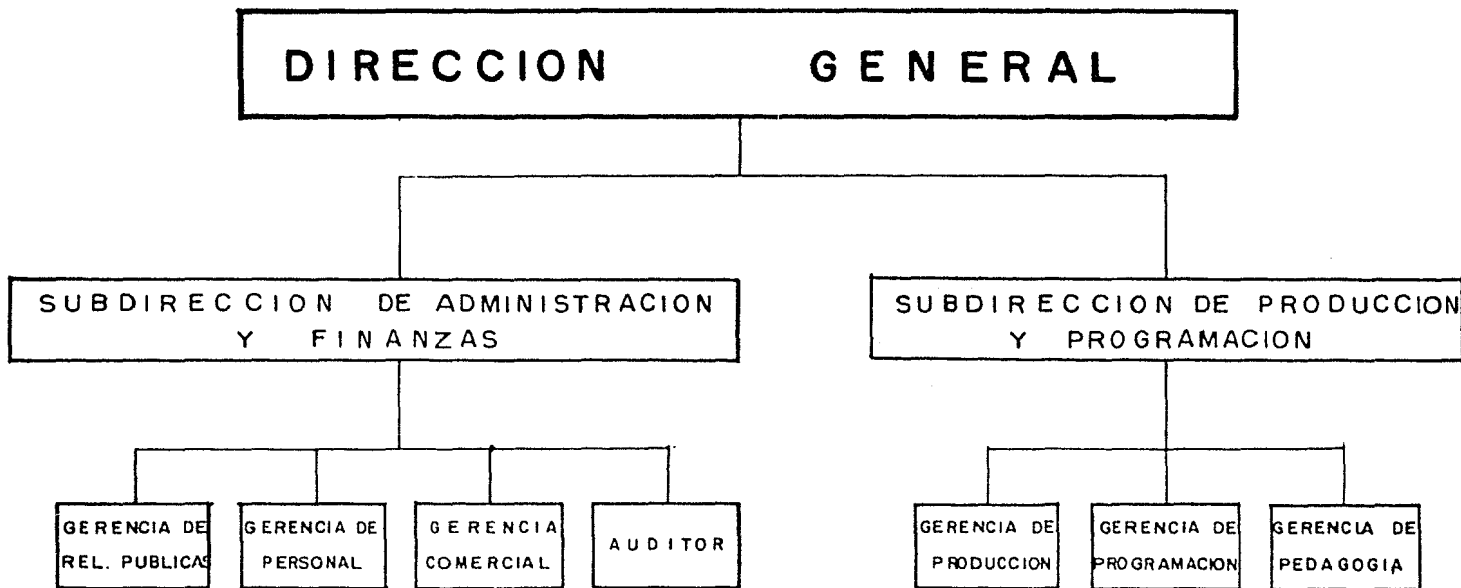 DIRECCION GENERAL
SUBDIRECCION DE ADMINISTRACION
Y FINANZAS
SUBDIRECCION DE PRODUCCION
Y PROGRAMACION
GERENCIA DE
REL. PUBLICAS
GERENCIA DE
PERSONAL
GERENCIA
COMERCIAL
AUDITOR
GERENCIA DE
PRODUCCION
GERENCIA DE
PROGRAMACION
GERENCIA DE
PEDAGOGIA